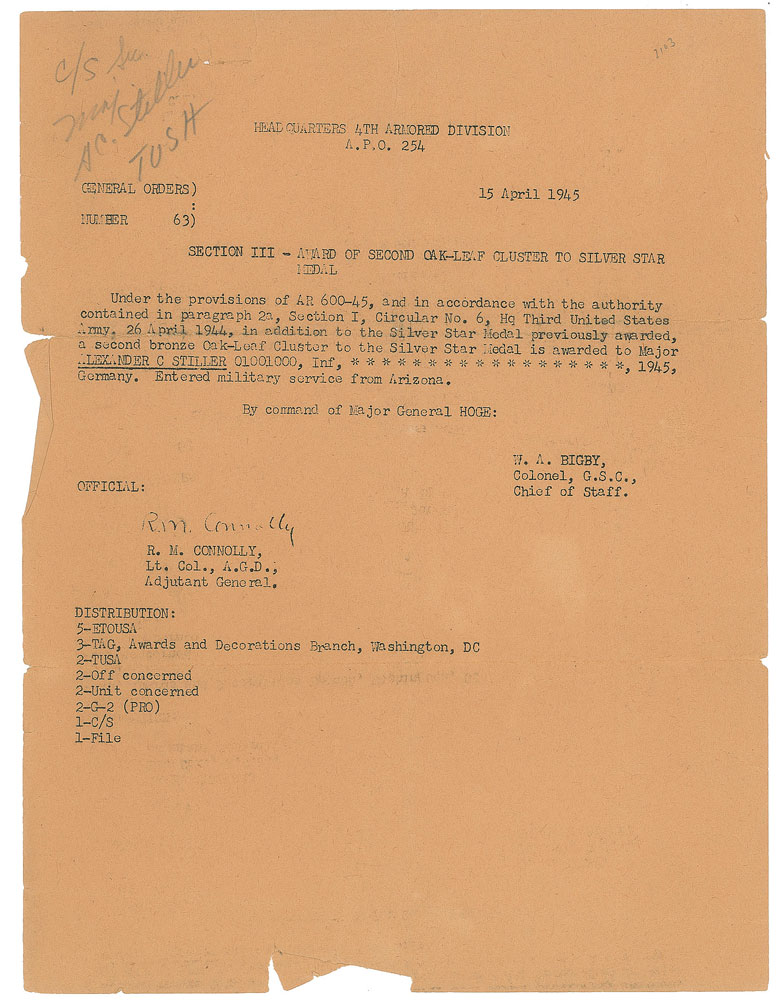 C/S Sec
Maj
AC. Stiller
TUSA
HEADQUARTERS 4TH ARMORED DIVISION
A.P.O. 254
GENERAL ORDERS)
:
NUMBER 63)
15 April 1945
SECTION III - AWARD OF SECOND OAK-LEAF CLUSTER TO SILVER STAR
MEDAL
Under the provisions of AR 600-45, and in accordance with the authority
contained in paragraph 2a, Section I, Circular No. 6, Hq Third United States
Army, 26 April 1944, in addition to the Silver Star Medal previously awarded,
a second bronze Oak-Leaf Cluster to the Silver Star Medal is awarded to Major
ALEXANDER C STILLER 01001000, Inf, * * * * * * * * * * * * * * * * * *, 1945,
Germany. Entered military service from Arizona.
By command of Major General HOGE:
W. A. BIGBY,
Colonel, G.S.C.,
Chief of Staff.
OFFICIAL:
R.M. Connolly
R. M. CONNOLLY,
Lt. Col., A.G.D.,
Adjutant General.
DISTRIBUTION:
5-ETOUSA
3-TAG, Awards and Decorations Branch, Washington, DC
2-TUSA
2-Off concerned
2-Unit concerned
2-G-2 (PRO)
1-C/S
1-File